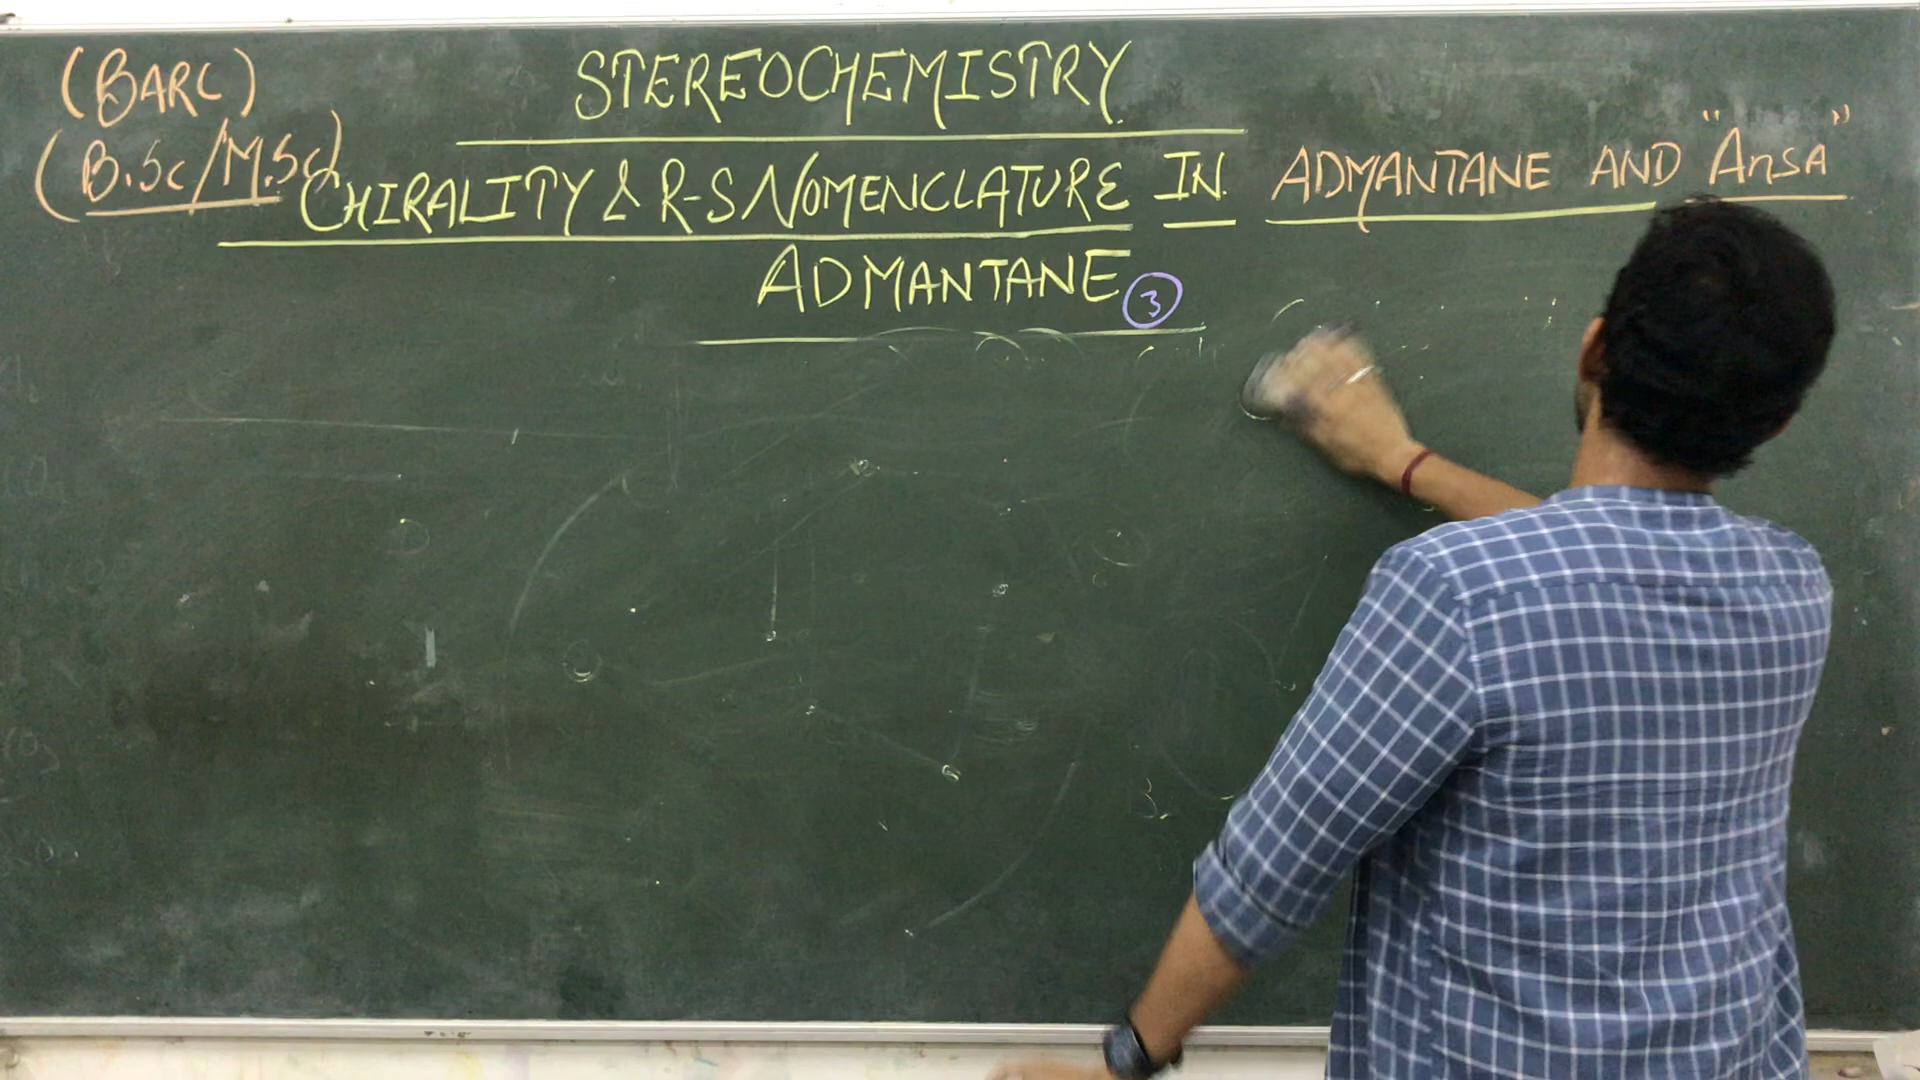 (BARC)
STEREOCHEMISTRY
(B.Sc/M.Sc)
CHIRALITY & R-S NOMENCLATURE IN ADMANTANE AND "Ansa"
ADMANTANE 3